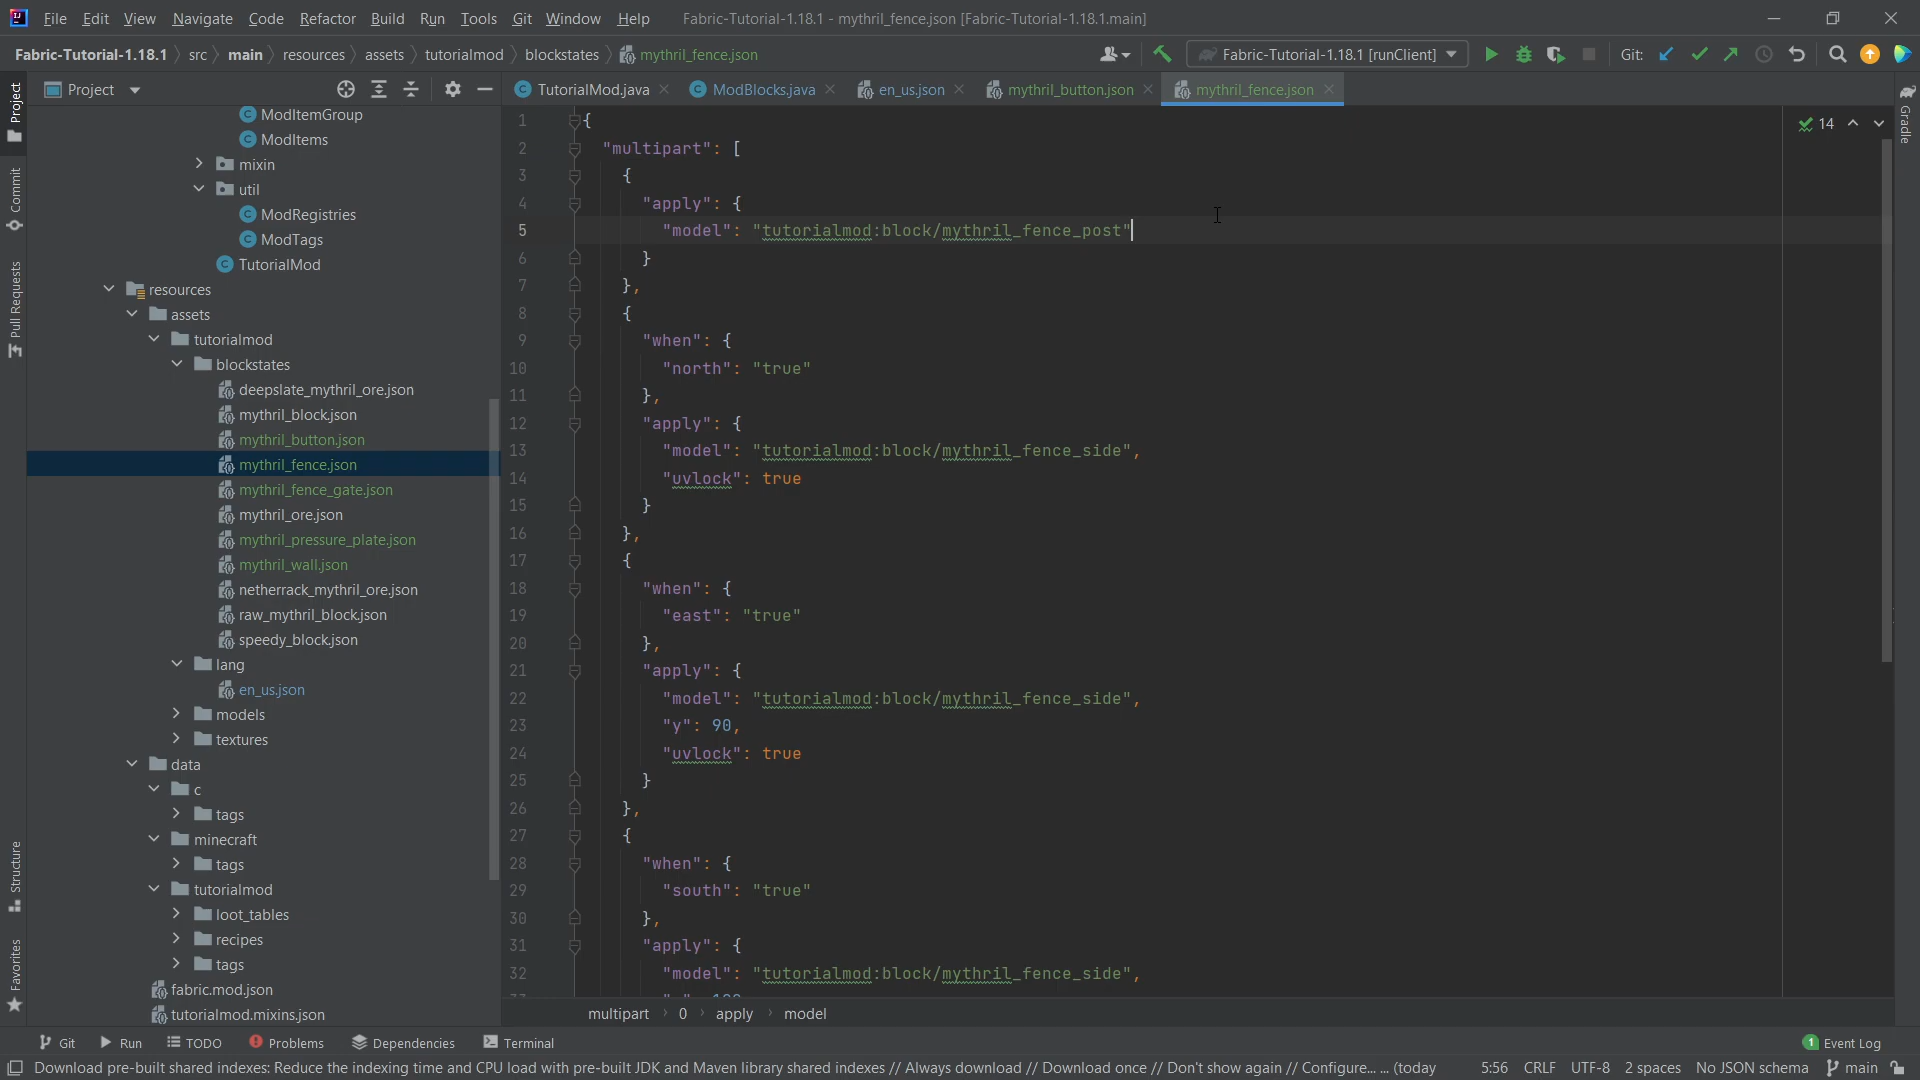 File Edit View Navigate Code Refactor Build Run Tools Git Window Help Fabric-Tutorial-1.18.1 - mythril_fence.json [Fabric-Tutorial-1.18.1.main]
Fabric-Tutorial-1.18.1 src main resources assets tutorialmod blockstates mythril_fence.json Fabric-Tutorial-1.18.1 [runClient] Git:
Project TutorialMod.java ModBlocks.java en_us.json mythril_button.json mythril_fence.json
Project
Commit
Pull Requests
Structure
Favorites
Gradle
ModItemGroup
ModItems
mixin
util
ModRegistries
ModTags
TutorialMod
resources
assets
tutorialmod
blockstates
deepslate_mythril_ore.json
mythril_block.json
mythril_button.json
mythril_fence.json
mythril_fence_gate.json
mythril_ore.json
mythril_pressure_plate.json
mythril_wall.json
netherrack_mythril_ore.json
raw_mythril_block.json
speedy_block.json
lang
en_us.json
models
textures
data
c
tags
minecraft
tags
tutorialmod
loot_tables
recipes
tags
fabric.mod.json
tutorialmod.mixins.json
14
1 {
2 "multipart": [
3 {
4 "apply": {
5 "model": "tutorialmod:block/mythril_fence_post"
6 }
7 },
8 {
9 "when": {
10 "north": "true"
11 },
12 "apply": {
13 "model": "tutorialmod:block/mythril_fence_side",
14 "uvlock": true
15 }
16 },
17 {
18 "when": {
19 "east": "true"
20 },
21 "apply": {
22 "model": "tutorialmod:block/mythril_fence_side",
23 "y": 90,
24 "uvlock": true
25 }
26 },
27 {
28 "when": {
29 "south": "true"
30 },
31 "apply": {
32 "model": "tutorialmod:block/mythril_fence_side",
multipart 0 apply model
Git Run TODO Problems Dependencies Terminal 1 Event Log
Download pre-built shared indexes: Reduce the indexing time and CPU load with pre-built JDK and Maven library shared indexes // Always download // Download once // Don't show again // Configure... ... (today 5:56 CRLF UTF-8 2 spaces No JSON schema main